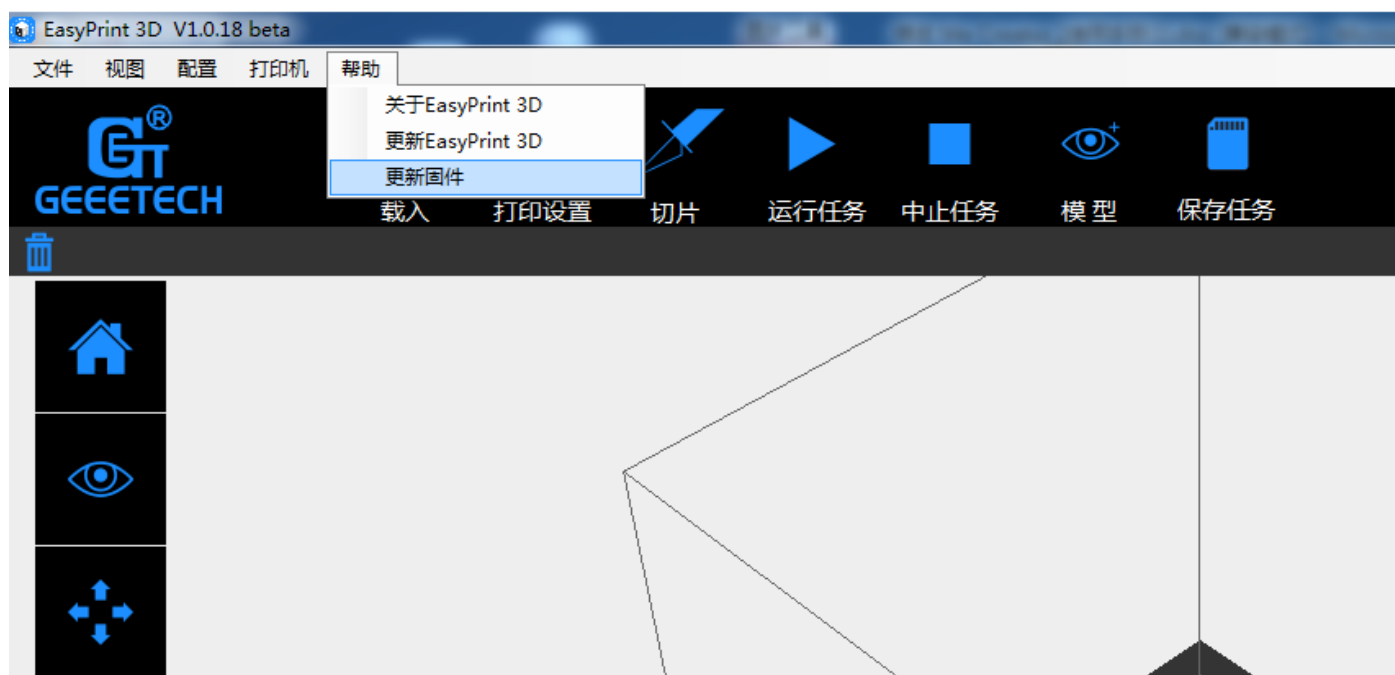 EasyPrint 3D V1.0.18 beta
文件 视图 配置 打印机 帮助
关于EasyPrint 3D
更新EasyPrint 3D
更新固件
GT®
GEEETECH
载入 打印设置 切片 运行任务 中止任务 模型 保存任务